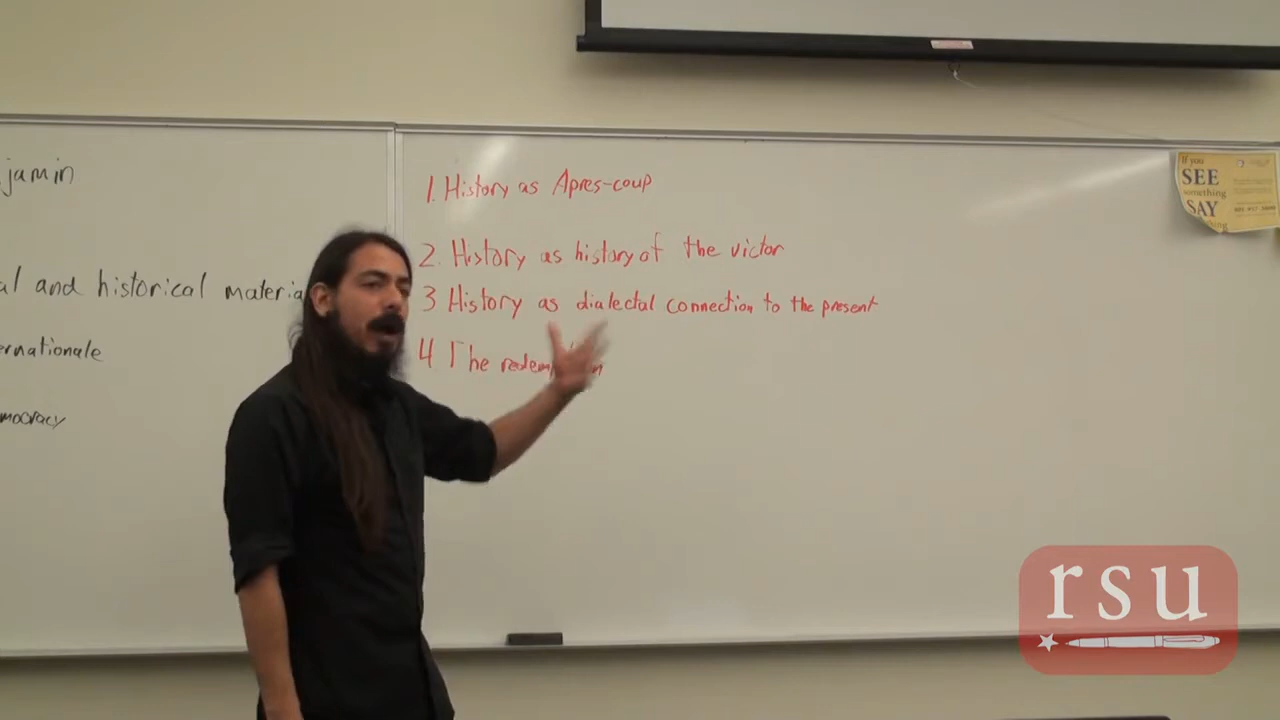 jamin
al and historical materia
ernationale
mocracy
1. History as Apres-coup
2. History as history of the victor
3 History as dialectal connection to the present
4 The
If you
SEE
something
SAY
rsu